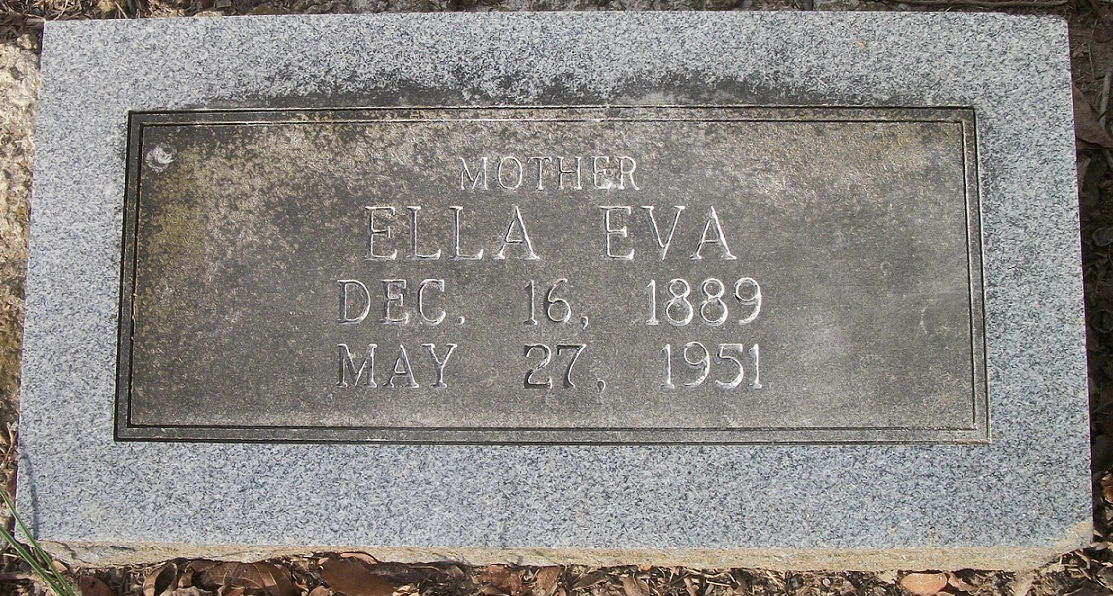 MOTHER
ELLA EVA
DEC. 16, 1889
MAY 27, 1951